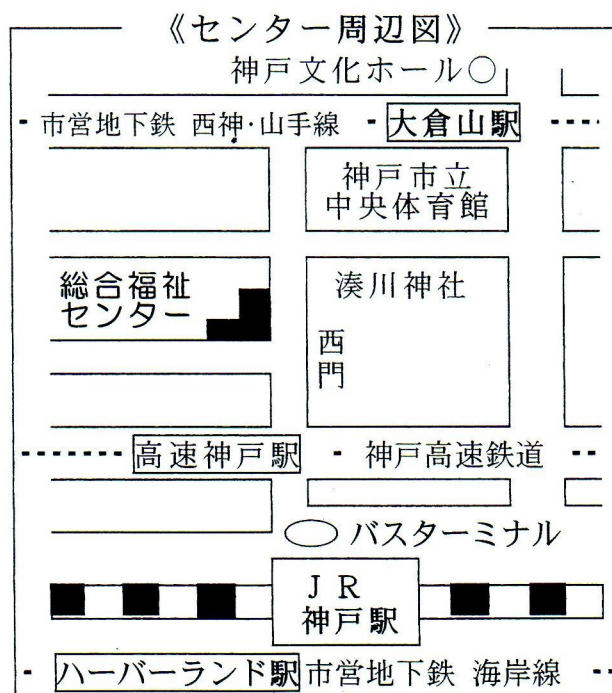 《センター周辺図》
神戸文化ホール○
市営地下鉄 西神･山手線 大倉山駅
神戸市立
中央体育館
総合福祉
センター
湊川神社
西
門
高速神戸駅 神戸高速鉄道
バスターミナル
JR
神戸駅
ハーバーランド駅 市営地下鉄 海岸線